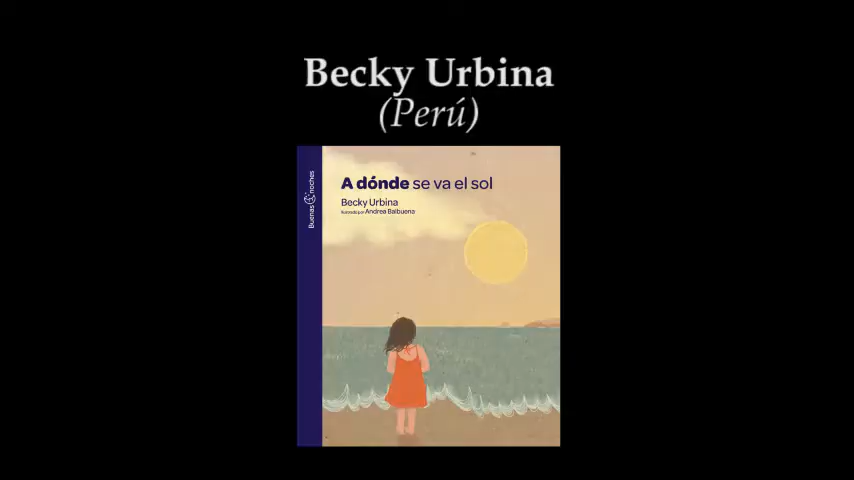 Becky Urbina
(Perú)
Buenas noches
A dónde se va el sol
Becky Urbina
Ilustrado por Andrea Balbuena